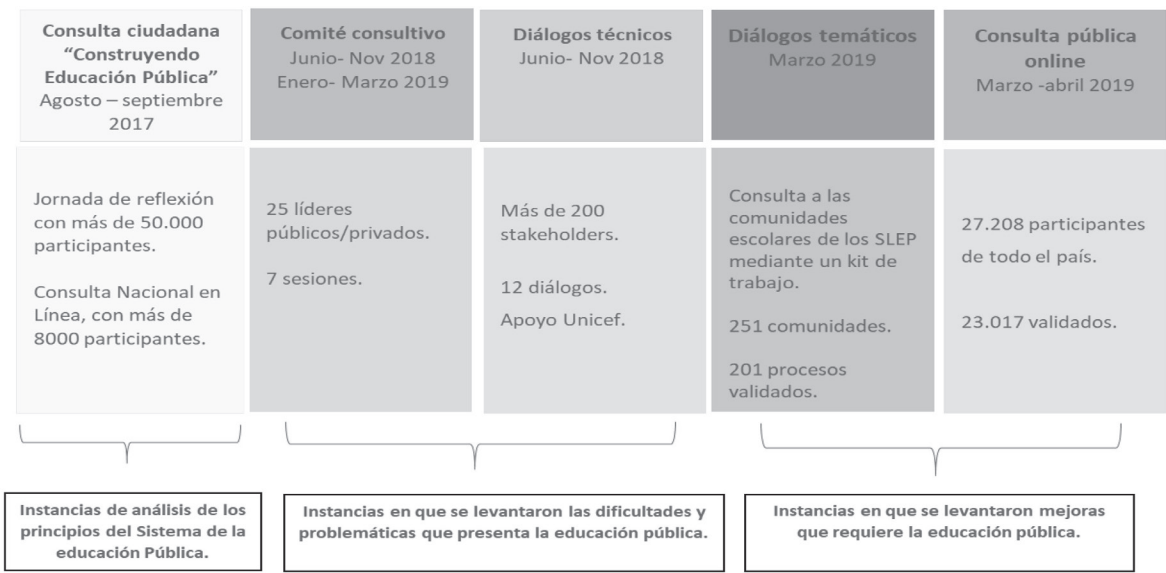 Consulta ciudadana
“Construyendo
Educación Pública”
Agosto – septiembre
2017
Jornada de reflexión
con más de 50.000
participantes.
Consulta Nacional en
Línea, con más de
8000 participantes.
Comité consultivo
Junio- Nov 2018
Enero- Marzo 2019
25 líderes
públicos/privados.
7 sesiones.
Diálogos técnicos
Junio- Nov 2018
Más de 200
stakeholders.
12 diálogos.
Apoyo Unicef.
Diálogos temáticos
Marzo 2019
Consulta a las
comunidades
escolares de los SLEP
mediante un kit de
trabajo.
251 comunidades.
201 procesos
validados.
Consulta pública
online
Marzo -abril 2019
27.208 participantes
de todo el país.
23.017 validados.
Instancias de análisis de los
principios del Sistema de la
educación Pública.
Instancias en que se levantaron las dificultades y
problemáticas que presenta la educación pública.
Instancias en que se levantaron mejoras
que requiere la educación pública.